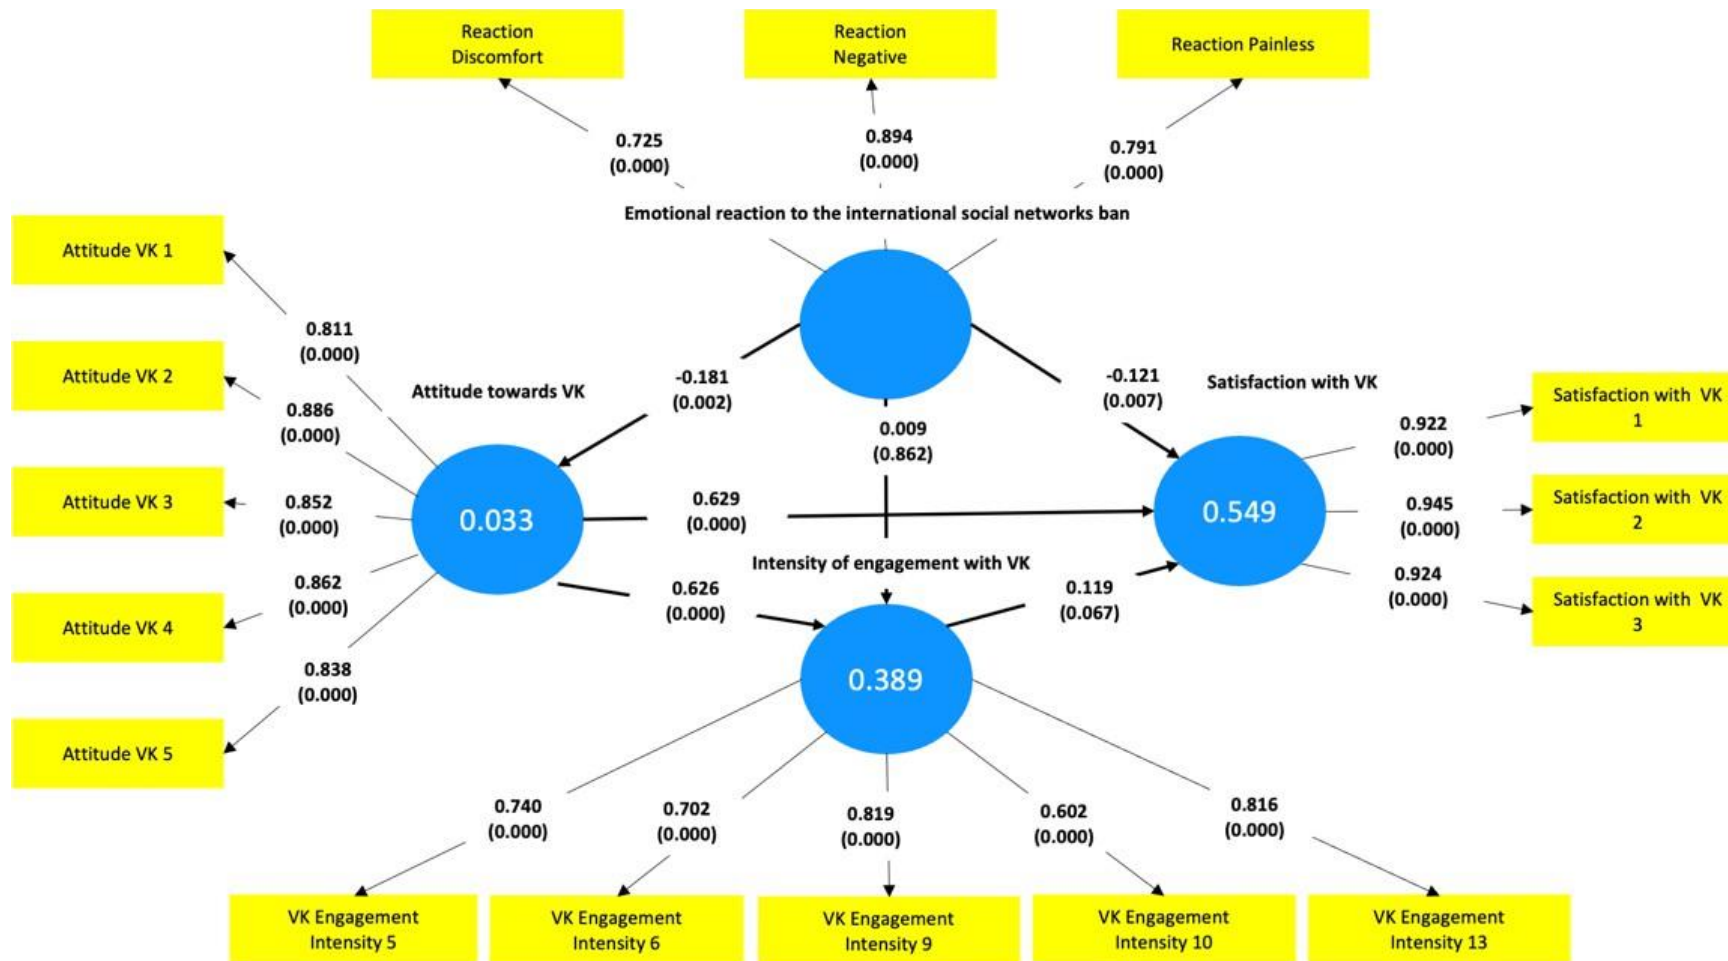 Reaction
Discomfort
Reaction
Negative
Reaction Painless
0.725
(0.000)
0.894
(0.000)
0.791
(0.000)
Emotional reaction to the international social networks ban
Attitude VK 1
Attitude VK 2
Attitude VK 3
Attitude VK 4
Attitude VK 5
0.811
(0.000)
0.886
(0.000)
0.852
(0.000)
0.862
(0.000)
0.838
(0.000)
Attitude towards VK
0.033
-0.181
(0.002)
0.009
(0.862)
-0.121
(0.007)
0.629
(0.000)
0.626
(0.000)
Intensity of engagement with VK
0.119
(0.067)
0.389
Satisfaction with VK
0.549
0.922
(0.000)
0.945
(0.000)
0.924
(0.000)
Satisfaction with VK
1
Satisfaction with VK
2
Satisfaction with VK
3
0.740
(0.000)
0.702
(0.000)
0.819
(0.000)
0.602
(0.000)
0.816
(0.000)
VK Engagement
Intensity 5
VK Engagement
Intensity 6
VK Engagement
Intensity 9
VK Engagement
Intensity 10
VK Engagement
Intensity 13